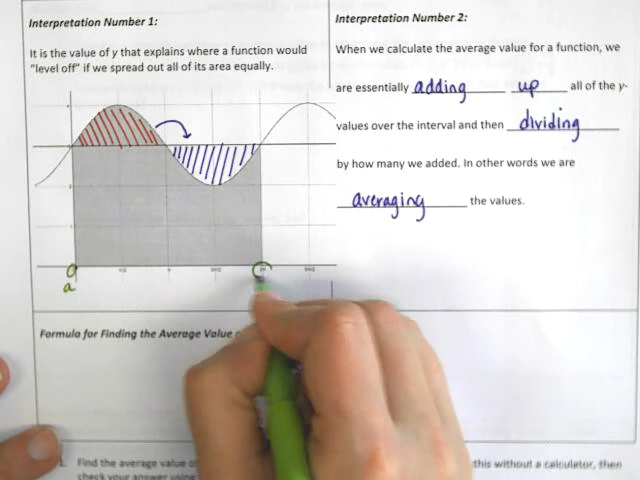 Interpretation Number 1:
It is the value of y that explains where a function would
"level off" if we spread out all of its area equally.
a
Interpretation Number 2:
When we calculate the average value for a function, we
are essentially adding up all of the y-
values over the interval and then dividing
by how many we added. In other words we are
averaging the values.
Formula for Finding the Average Value
Find the average value
this without a calculator, then
check your answer using